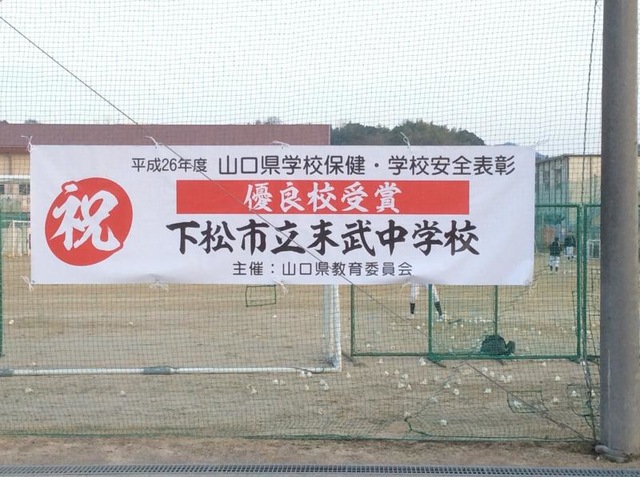 祝
平成26年度 山口県学校保健・学校安全表彰
優良校受賞
下松市立末武中学校
主催：山口県教育委員会